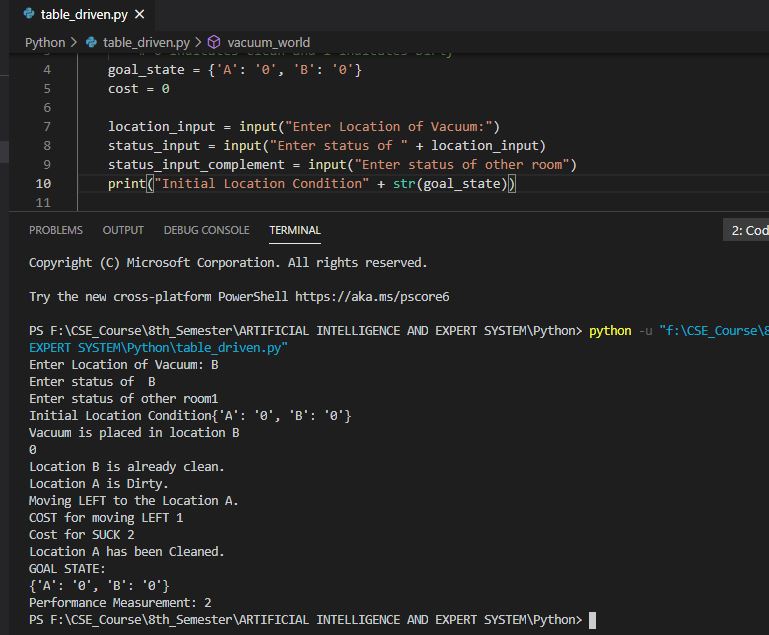 table_driven.py ×
Python > table_driven.py > vacuum_world
4 goal_state = {'A': '0', 'B': '0'}
5 cost = 0
6
7 location_input = input("Enter Location of Vacuum:")
8 status_input = input("Enter status of " + location_input)
9 status_input_complement = input("Enter status of other room")
10 print("Initial Location Condition" + str(goal_state))
11
PROBLEMS OUTPUT DEBUG CONSOLE TERMINAL 2: Cod
Copyright (C) Microsoft Corporation. All rights reserved.
Try the new cross-platform PowerShell https://aka.ms/pscore6
PS F:\CSE_Course\8th_Semester\ARTIFICIAL INTELLIGENCE AND EXPERT SYSTEM\Python> python -u "f:\CSE_Course\8
EXPERT SYSTEM\Python\table_driven.py"
Enter Location of Vacuum: B
Enter status of  B
Enter status of other room1
Initial Location Condition{'A': '0', 'B': '0'}
Vacuum is placed in location B
0
Location B is already clean.
Location A is Dirty.
Moving LEFT to the Location A.
COST for moving LEFT 1
Cost for SUCK 2
Location A has been Cleaned.
GOAL STATE:
{'A': '0', 'B': '0'}
Performance Measurement: 2
PS F:\CSE_Course\8th_Semester\ARTIFICIAL INTELLIGENCE AND EXPERT SYSTEM\Python>